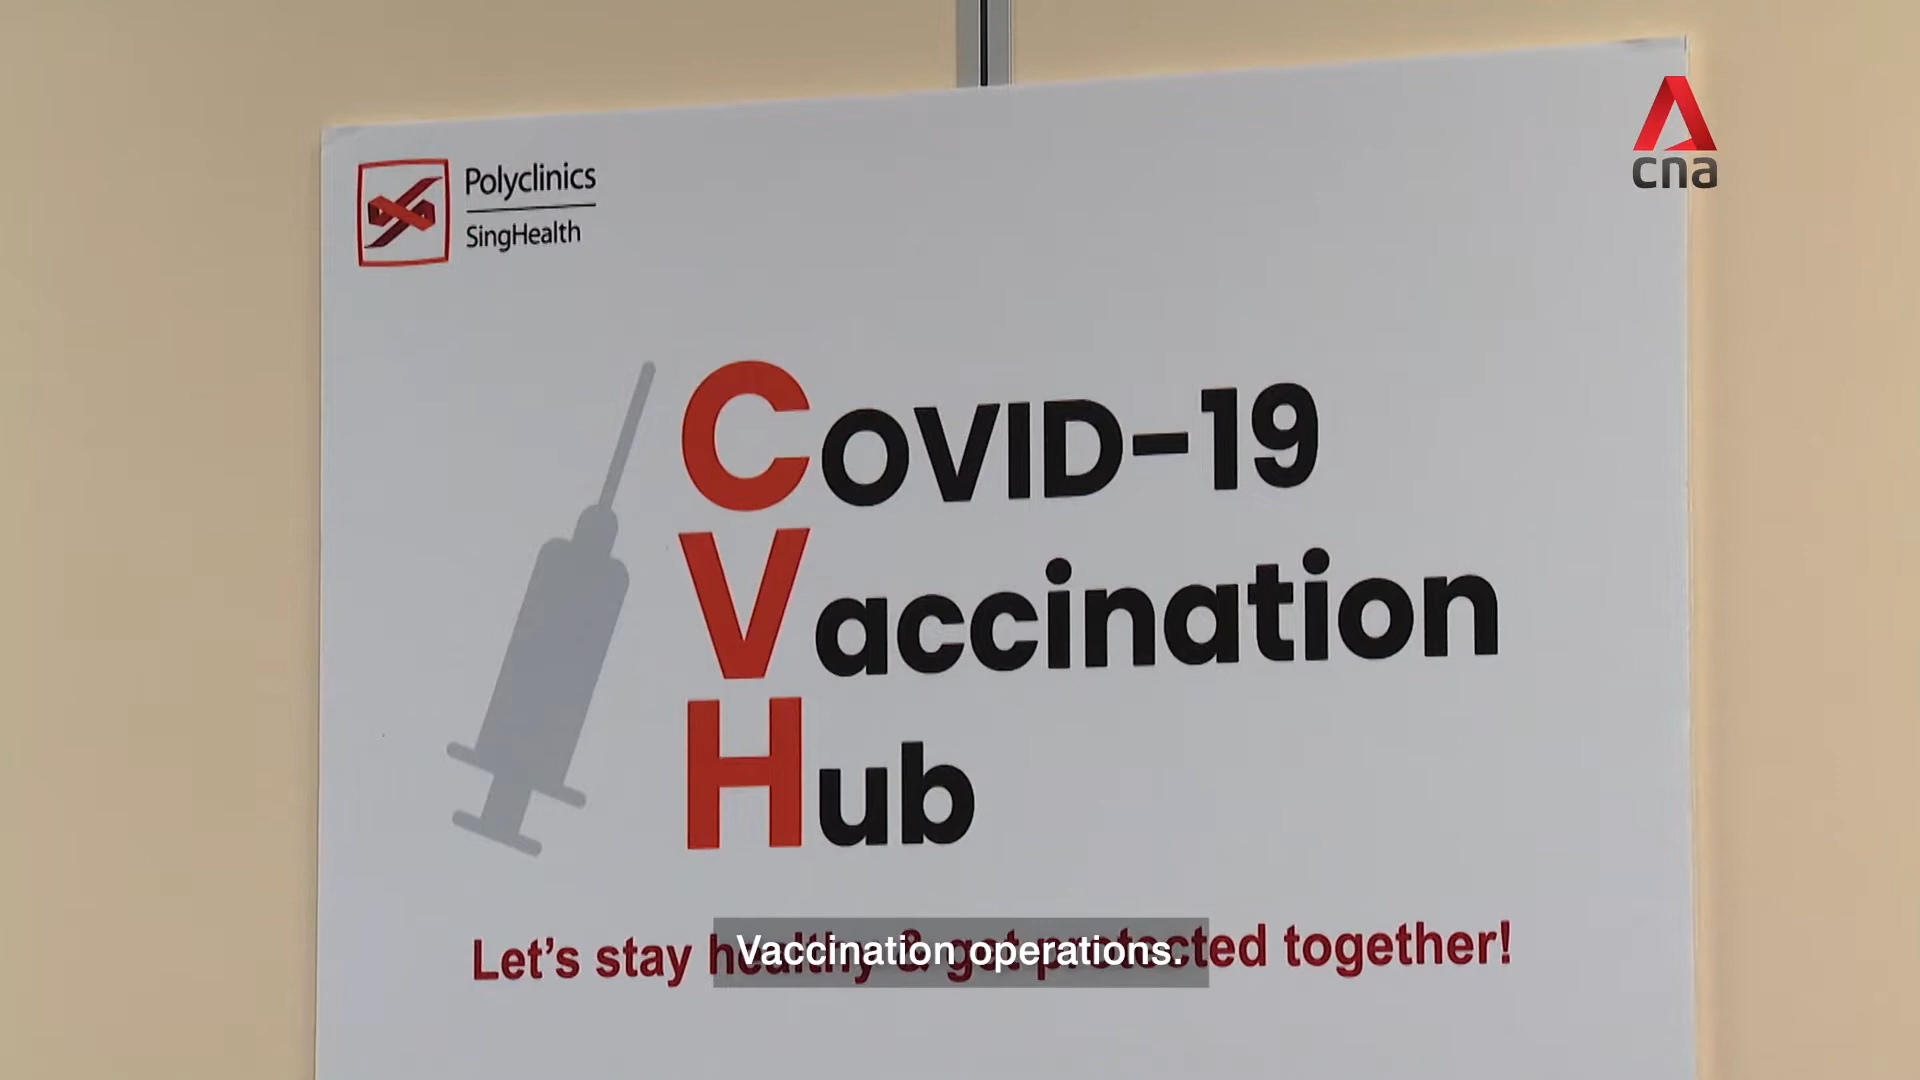 Polyclinics
SingHealth
cna
COVID-19
Vaccination
Hub
Let's stay healthy & get protected together!
Vaccination operations.